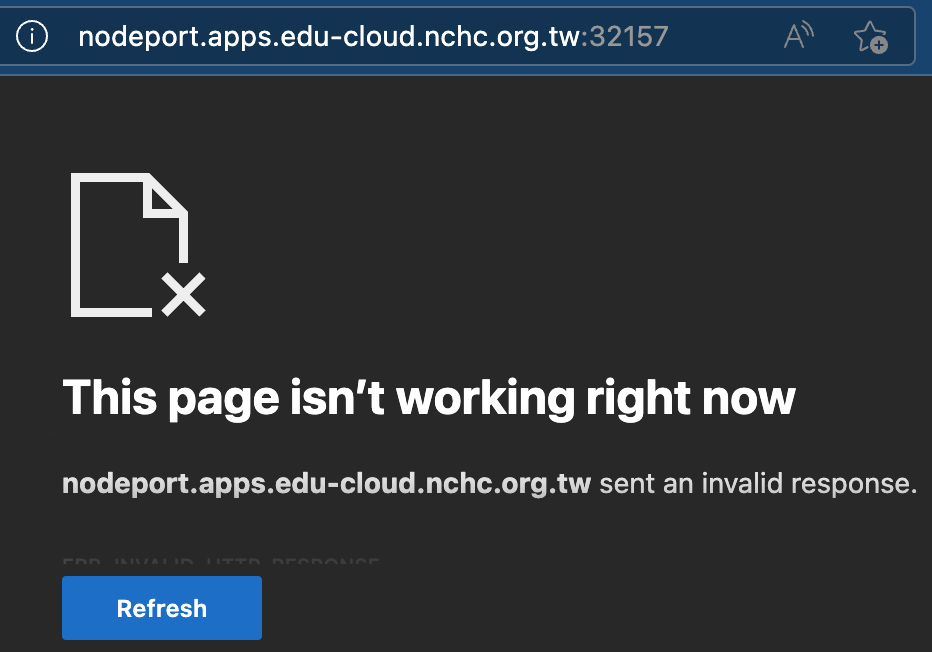 nodeport.apps.edu-cloud.nchc.org.tw:32157
This page isn't working right now
nodeport.apps.edu-cloud.nchc.org.tw sent an invalid response.
ERR_INVALID_HTTP_RESPONSE
Refresh